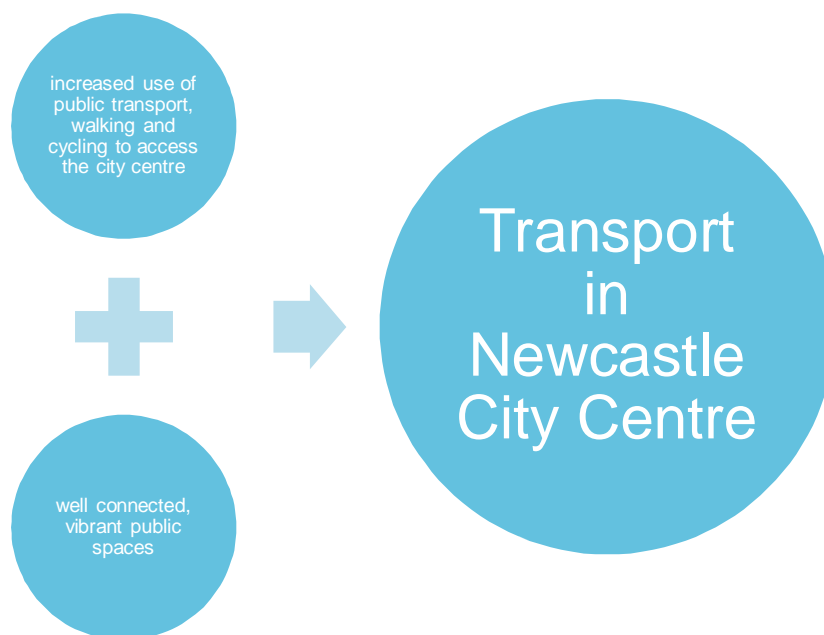 increased use of
public transport,
walking and
cycling to access
the city centre
well connected,
vibrant public
spaces
Transport
in
Newcastle
City Centre